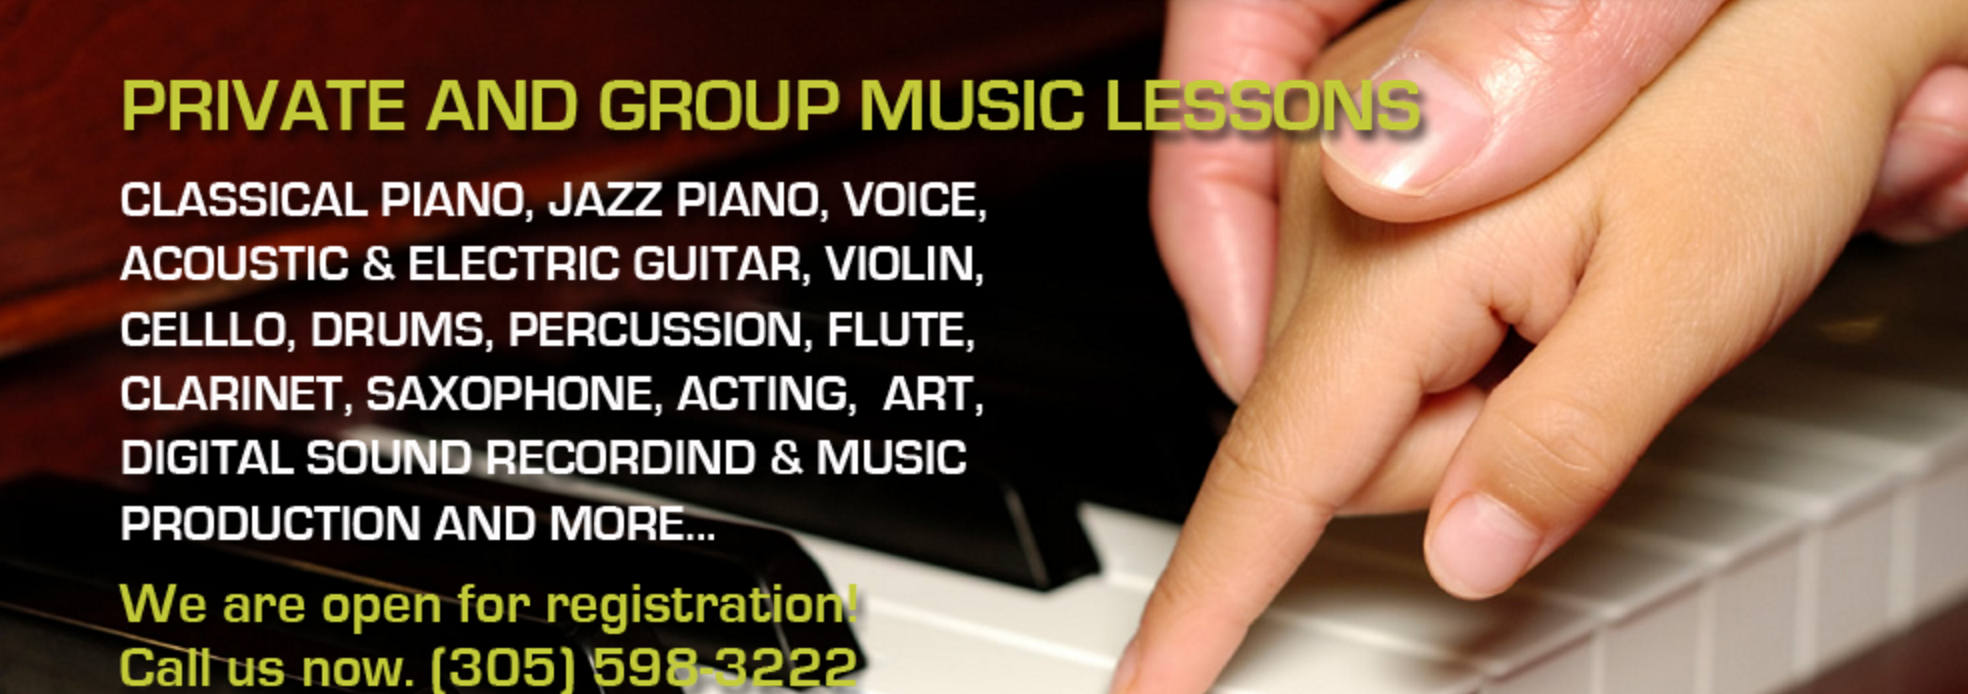 PRIVATE AND GROUP MUSIC LESSONS
CLASSICAL PIANO, JAZZ PIANO, VOICE,
ACOUSTIC & ELECTRIC GUITAR, VIOLIN,
CELLLO, DRUMS, PERCUSSION, FLUTE,
CLARINET, SAXOPHONE, ACTING,  ART,
DIGITAL SOUND RECORDIND & MUSIC
PRODUCTION AND MORE...
We are open for registration!
Call us now. (305) 598-3222